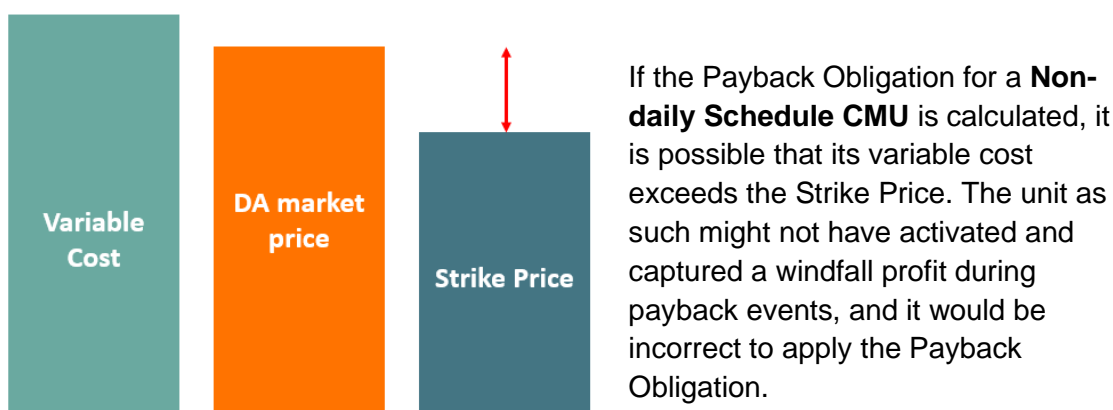 Variable
Cost
DA market
price
Strike Price
If the Payback Obligation for a Non-
daily Schedule CMU is calculated, it
is possible that its variable cost
exceeds the Strike Price. The unit as
such might not have activated and
captured a windfall profit during
payback events, and it would be
incorrect to apply the Payback
Obligation.